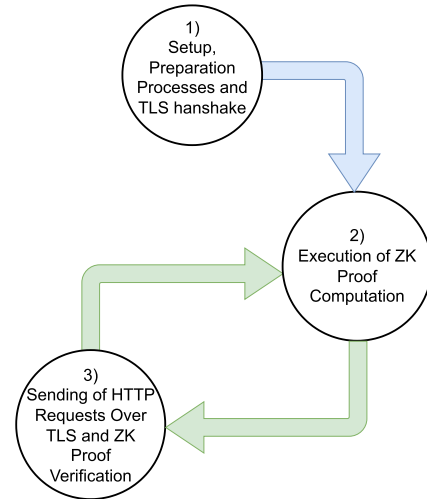 1)
Setup,
Preparation
Processes and
TLS hanshake
2)
Execution of ZK
Proof
Computation
3)
Sending of HTTP
Requests Over
TLS and ZK
Proof
Verification